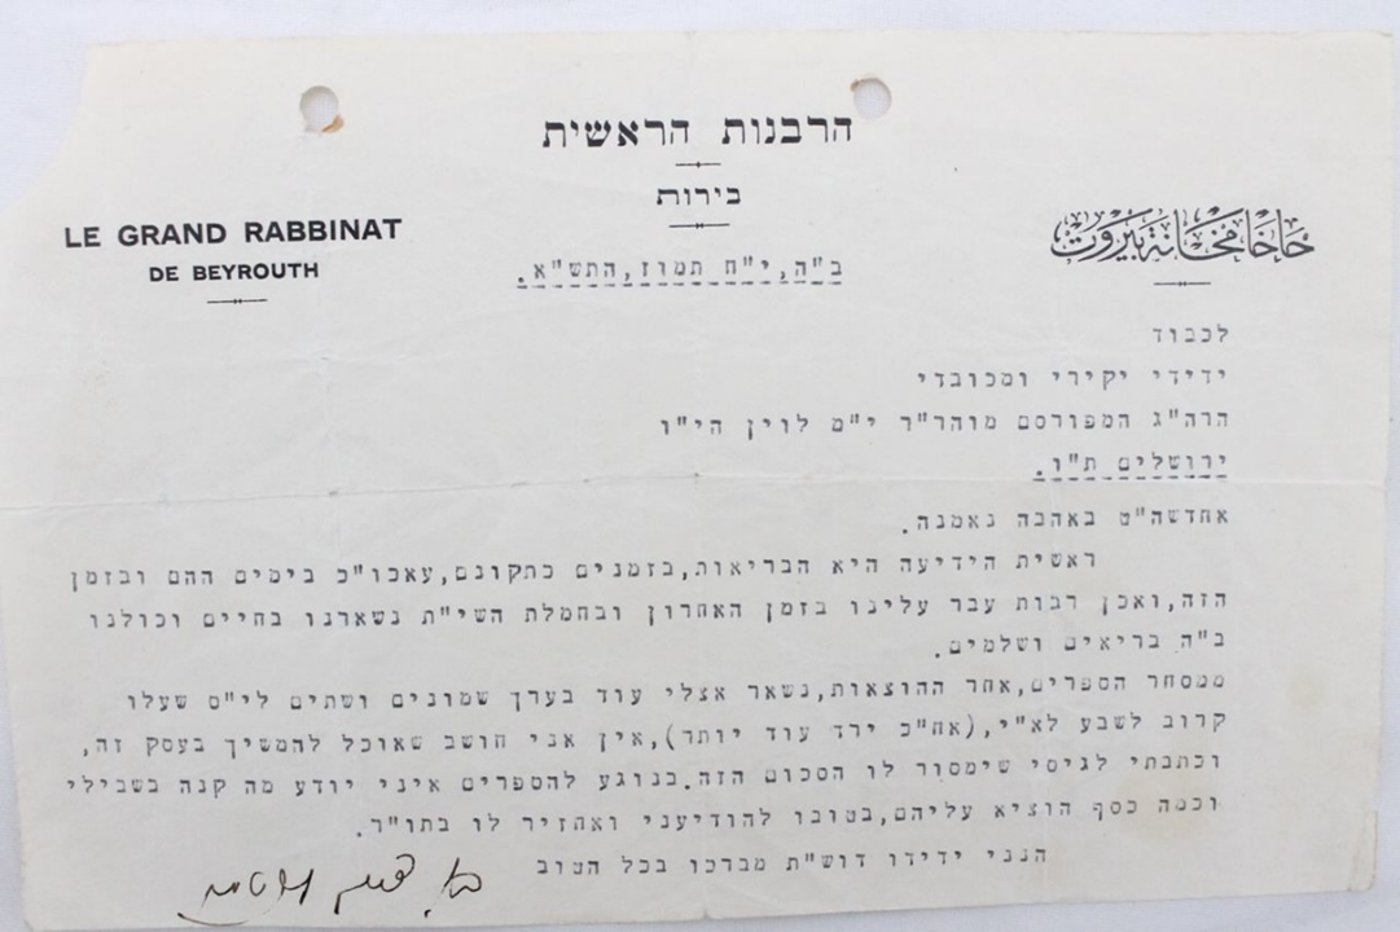 הרבנות הראשית
בירות
LE GRAND RABBINAT
DE BEYROUTH
حاخامخانة بيروت
ב"ה, י"ח תמוז, התש"א.
לכבוד
ידידי יקירי ומכובדי
הרה"ג המפורסם מוהר"ר י"מ לוין הי"ו
ירושלים ת"ו.
אחדשה"ט באהבה נאמנה.
ראשית הידיעה היא הבריאות, בזמנים כתקונם, עאכו"כ בימים ההם ובזמן
הזה, ואכן רבות עבר עלינו בזמן האחרון ובחמלת השי"ת נשארנו בחיים וכולנו
ב"ה בריאים ושלמים.
ממסחר הספרים, אחר ההוצאות, נשאר אצלי עוד בערך שמונים ושתים לי"ס שעלו
קרוב לשבע לא"י, (אח"כ ירד עוד יותר), אין אני חושב שאוכל להמשיך בעסק זה,
וכתבתי לגיסי שימסור לו הסכום הזה. בנוגע להספרים איני יודע מה קנה בשבילי
וכמה כסף הוציא עליהם, בטובו להודיעני ואחזיר לו בתו"ר.
הנני ידידו דוש"ת מברכו בכל הטוב